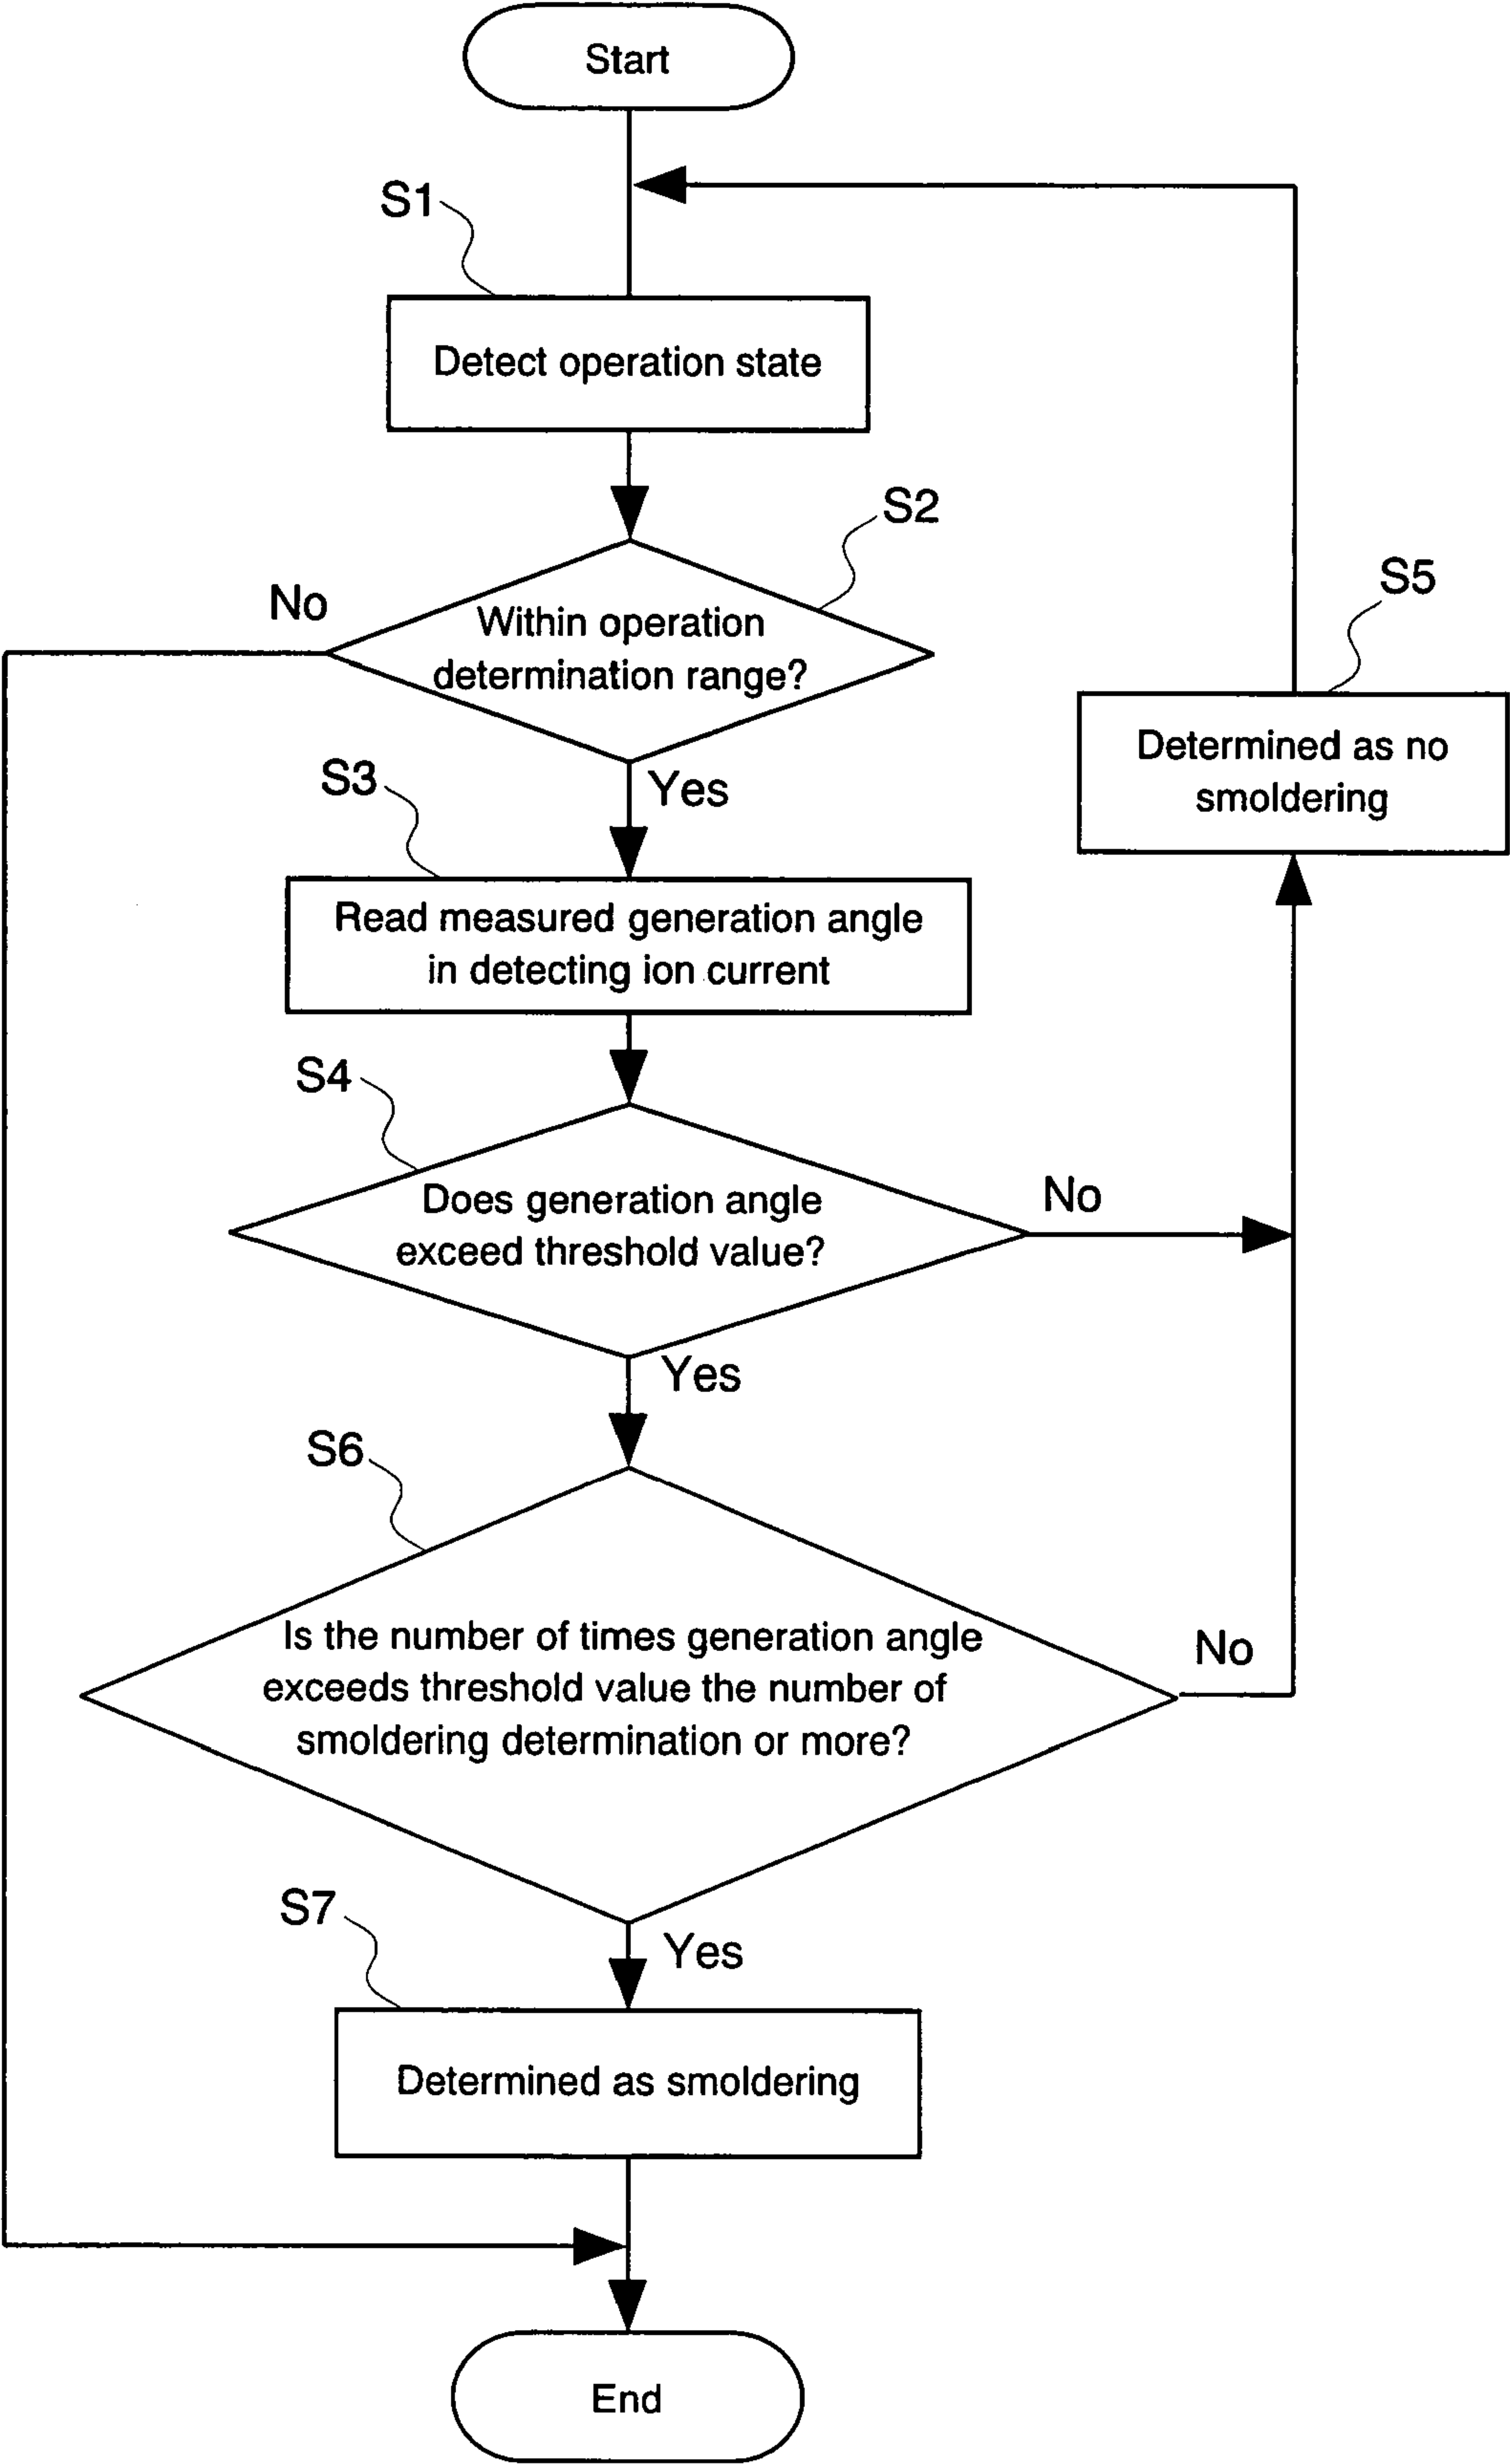 Start
S1
Detect operation state
S2
No
Within operation
determination range?
S5
Determined as no
smoldering
Yes
S3
Read measured generation angle
in detecting ion current
S4
Does generation angle
exceed threshold value?
No
Yes
S6
Is the number of times generation angle
exceeds threshold value the number of
smoldering determination or more?
No
Yes
S7
Determined as smoldering
End